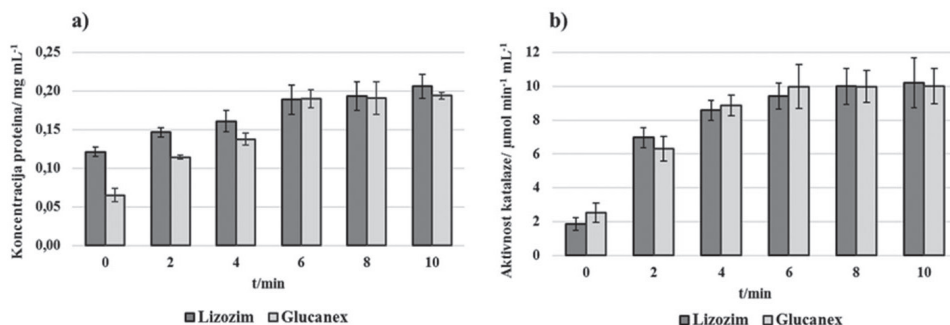 a)
Koncentracija proteina/ mg mL-1
0,25
0,20
0,15
0,10
0,05
0,00
0 2 4 6 8 10
t/min
Lizozim Glucanex
b)
Aktivnost katalaze/ µmol min-1 mL-1
12
10
8
6
4
2
0
0 2 4 6 8 10
t/min
Lizozim Glucanex